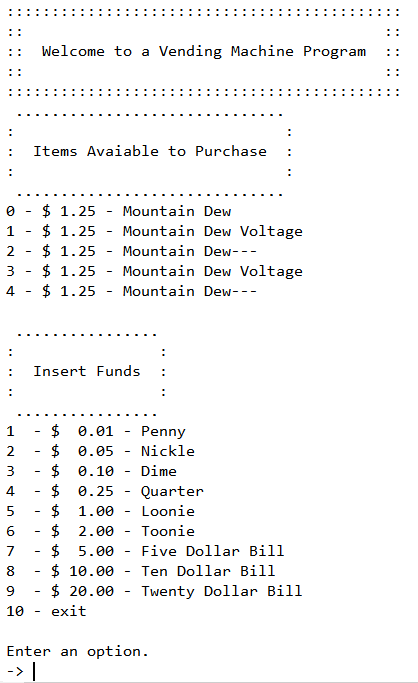 ::::::::::::::::::::::::::::::::::::::::::::
::                                        ::
::  Welcome to a Vending Machine Program  ::
::                                        ::
::::::::::::::::::::::::::::::::::::::::::::
 ..............................
:                              :
:  Items Avaiable to Purchase  :
:                              :
 ..............................
0 - $ 1.25 - Mountain Dew
1 - $ 1.25 - Mountain Dew Voltage
2 - $ 1.25 - Mountain Dew---
3 - $ 1.25 - Mountain Dew Voltage
4 - $ 1.25 - Mountain Dew---

 ................
:                :
:  Insert Funds  :
:                :
 ................
1  - $  0.01 - Penny
2  - $  0.05 - Nickle
3  - $  0.10 - Dime
4  - $  0.25 - Quarter
5  - $  1.00 - Loonie
6  - $  2.00 - Toonie
7  - $  5.00 - Five Dollar Bill
8  - $ 10.00 - Ten Dollar Bill
9  - $ 20.00 - Twenty Dollar Bill
10 - exit

Enter an option.
->